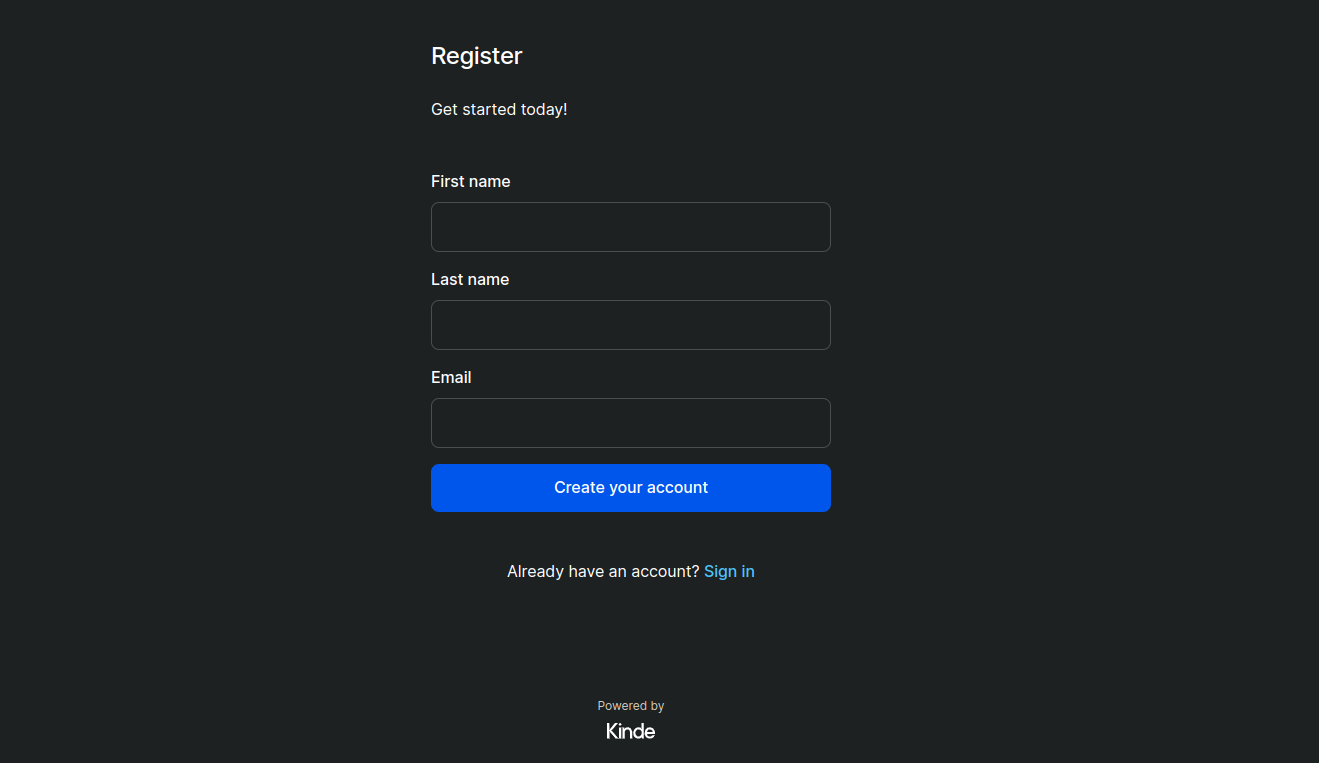 Register
Get started today!
First name
Last name
Email
Create your account
Already have an account? Sign in
Powered by
Kinde